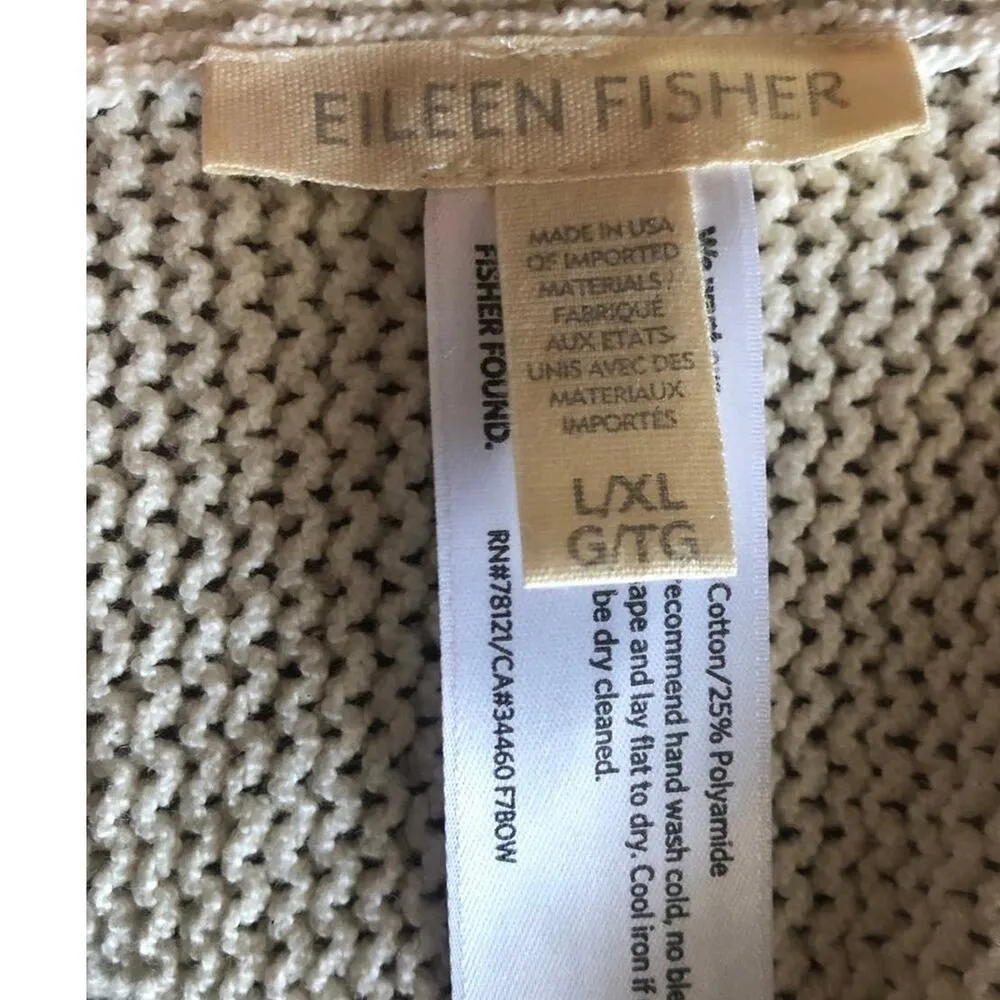 EILEEN FISHER
MADE IN USA
OF IMPORTED
MATERIALS /
FABRIQUÉ
AUX ETATS-
UNIS AVEC DES
MATERIAUX
IMPORTÉS
L/XL
G/TG
We
Cotton/25% Polyamide
recommend hand wash cold, no
and lay flat to dry. Cool iron if
be dry cleaned.
FISHER FOUND.
RN#78121/CA#34460 F7BOW